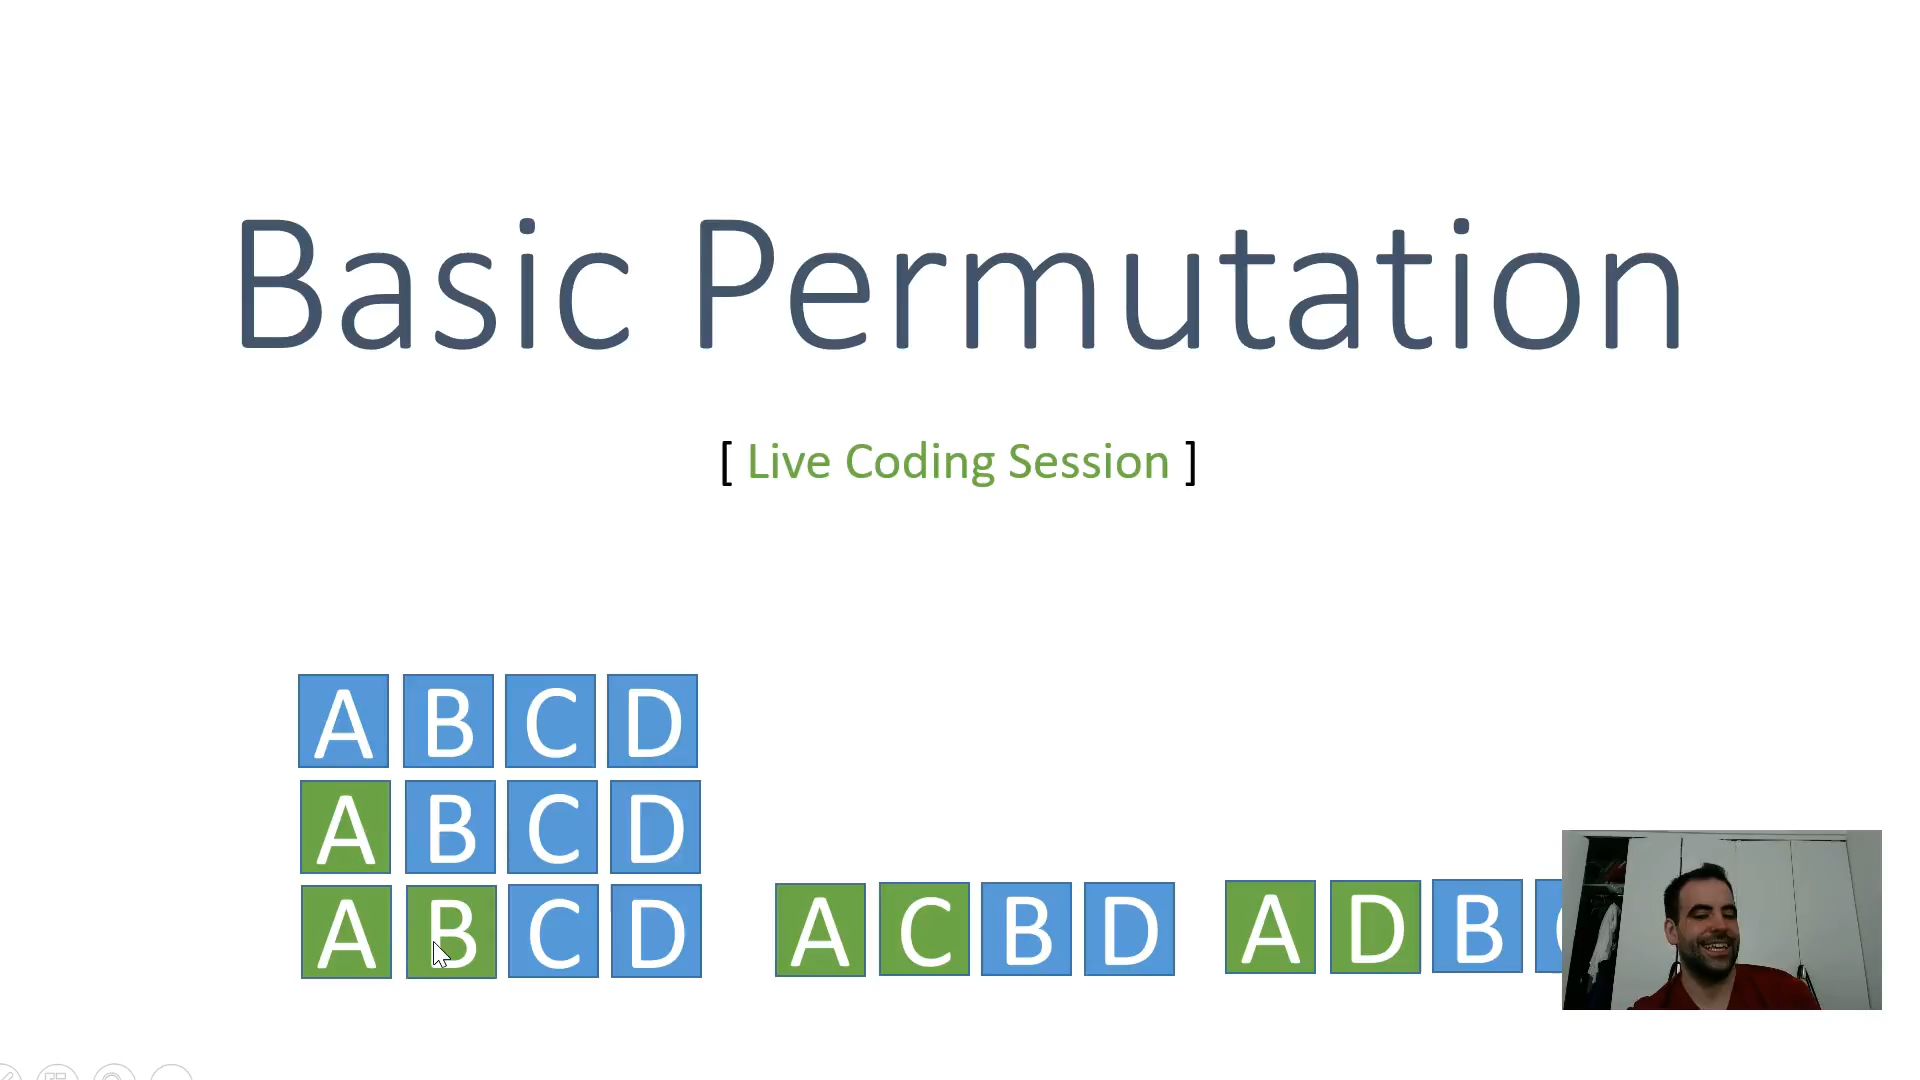 Basic Permutation
[ Live Coding Session ]
A B C D
A B C D
A B C D A C B D A D B